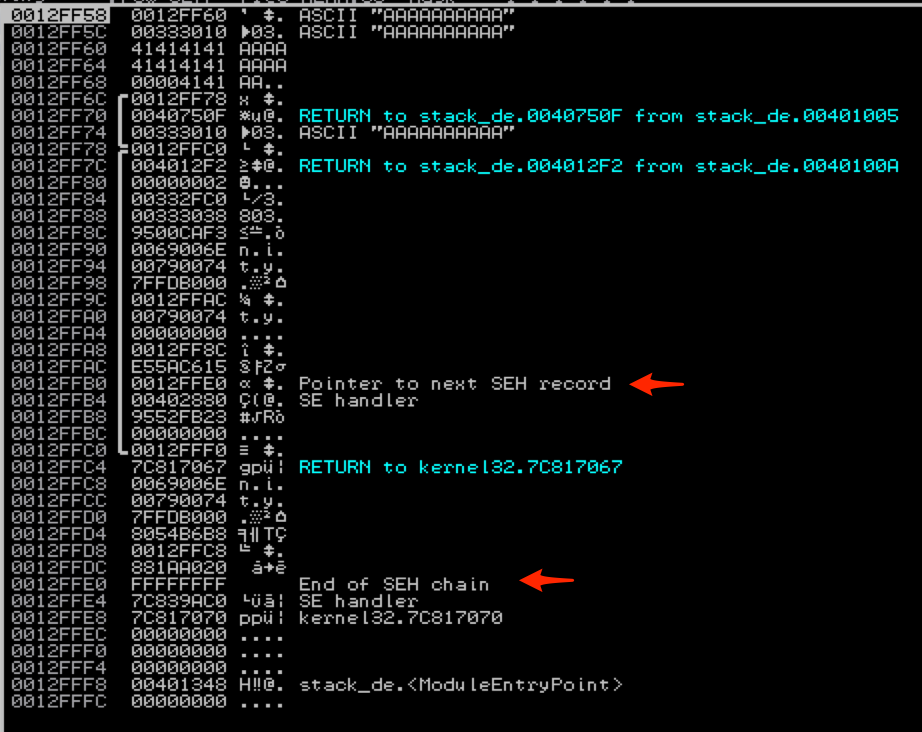 0012FF58 0012FF60 ' ‡. ASCII "AAAAAAAAAA"
0012FF5C 00333010 ►03. ASCII "AAAAAAAAAA"
0012FF60 41414141 AAAA
0012FF64 41414141 AAAA
0012FF68 00004141 AA..
0012FF6C 0012FF78 x ‡.
0012FF70 0040750F ☼u@. RETURN to stack_de.0040750F from stack_de.00401005
0012FF74 00333010 ►03. ASCII "AAAAAAAAAA"
0012FF78 0012FFC0 └ ‡.
0012FF7C 004012F2 ≥‡@. RETURN to stack_de.004012F2 from stack_de.0040100A
0012FF80 00000002 ☻...
0012FF84 00332FC0 └/3.
0012FF88 00333038 803.
0012FF8C 9500CAF3 ≤╩.ò
0012FF90 0069006E n.i.
0012FF94 00790074 t.y.
0012FF98 7FFDB000 .░²⌂
0012FF9C 0012FFAC ¼ ‡.
0012FFA0 00790074 t.y.
0012FFA4 00000000 ....
0012FFA8 0012FF8C î ‡.
0012FFAC E55AC615 §╞Zσ
0012FFB0 0012FFE0 α ‡. Pointer to next SEH record
0012FFB4 00402880 Ç(@. SE handler
0012FFB8 9552FB23 #√Rò
0012FFBC 00000000 ....
0012FFC0 0012FFF0 ≡ ‡.
0012FFC4 7C817067 gpü¦ RETURN to kernel32.7C817067
0012FFC8 0069006E n.i.
0012FFCC 00790074 t.y.
0012FFD0 7FFDB000 .░²⌂
0012FFD4 8054B6B8 ╕╢TÇ
0012FFD8 0012FFC8 ╚ ‡.
0012FFDC 881AA020 á→ê
0012FFE0 FFFFFFFF End of SEH chain
0012FFE4 7C839AC0 └Üâ¦ SE handler
0012FFE8 7C817070 ppü¦ kernel32.7C817070
0012FFEC 00000000 ....
0012FFF0 00000000 ....
0012FFF4 00000000 ....
0012FFF8 00401348 H‼@. stack_de.<ModuleEntryPoint>
0012FFFC 00000000 ....